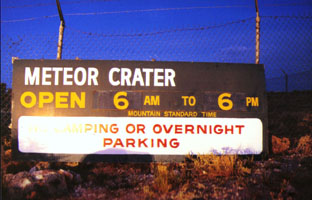 METEOR CRATER
OPEN 6 AM TO 6 PM
MOUNTAIN STANDARD TIME
CAMPING OR OVERNIGHT
PARKING